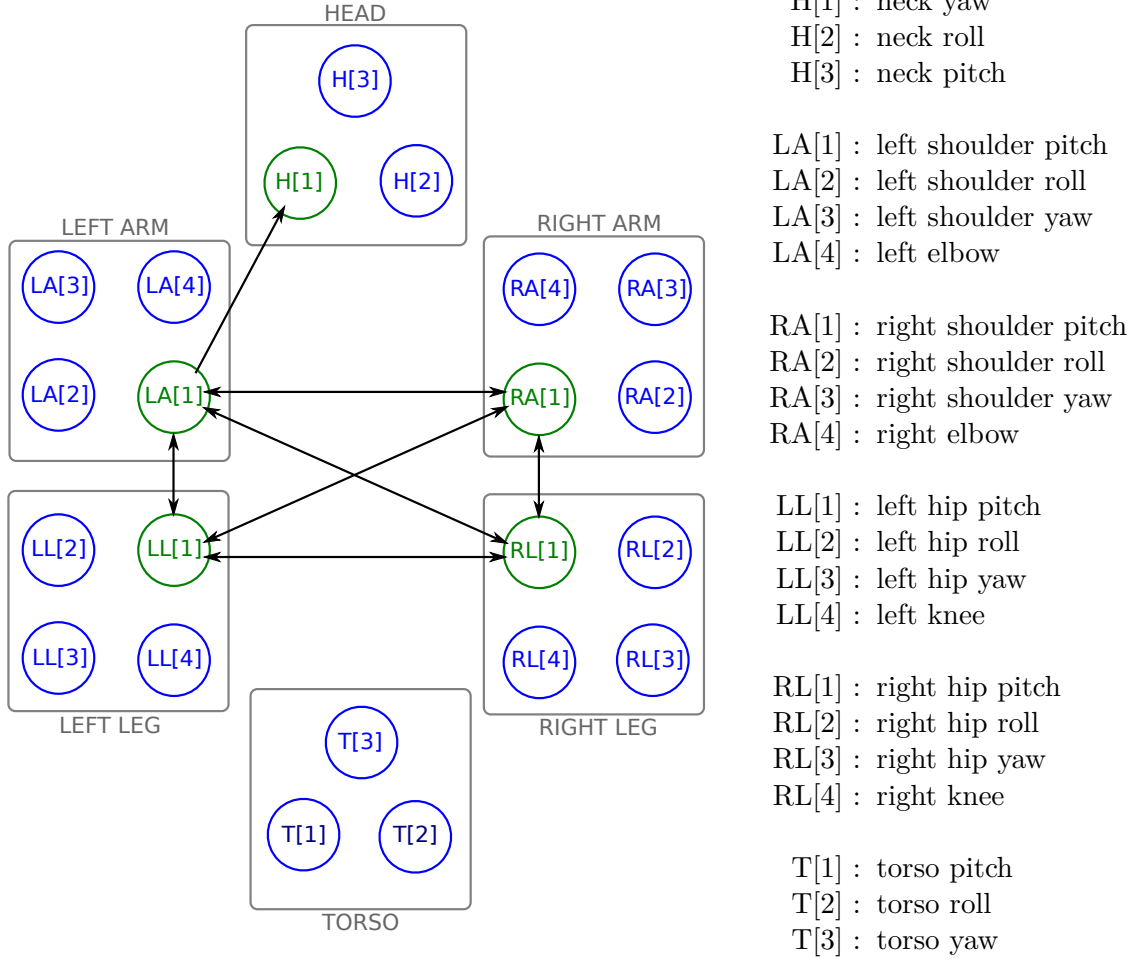 HEAD
H[3]
H[1]
H[2]
LEFT ARM
LA[3]
LA[4]
LA[2]
LA[1]
RIGHT ARM
RA[4]
RA[3]
RA[1]
RA[2]
LL[2]
LL[1]
LL[3]
LL[4]
LEFT LEG
RL[1]
RL[2]
RL[4]
RL[3]
RIGHT LEG
T[3]
T[1]
T[2]
TORSO
H[1] : neck yaw
H[2] : neck roll
H[3] : neck pitch
LA[1] : left shoulder pitch
LA[2] : left shoulder roll
LA[3] : left shoulder yaw
LA[4] : left elbow
RA[1] : right shoulder pitch
RA[2] : right shoulder roll
RA[3] : right shoulder yaw
RA[4] : right elbow
LL[1] : left hip pitch
LL[2] : left hip roll
LL[3] : left hip yaw
LL[4] : left knee
RL[1] : right hip pitch
RL[2] : right hip roll
RL[3] : right hip yaw
RL[4] : right knee
T[1] : torso pitch
T[2] : torso roll
T[3] : torso yaw